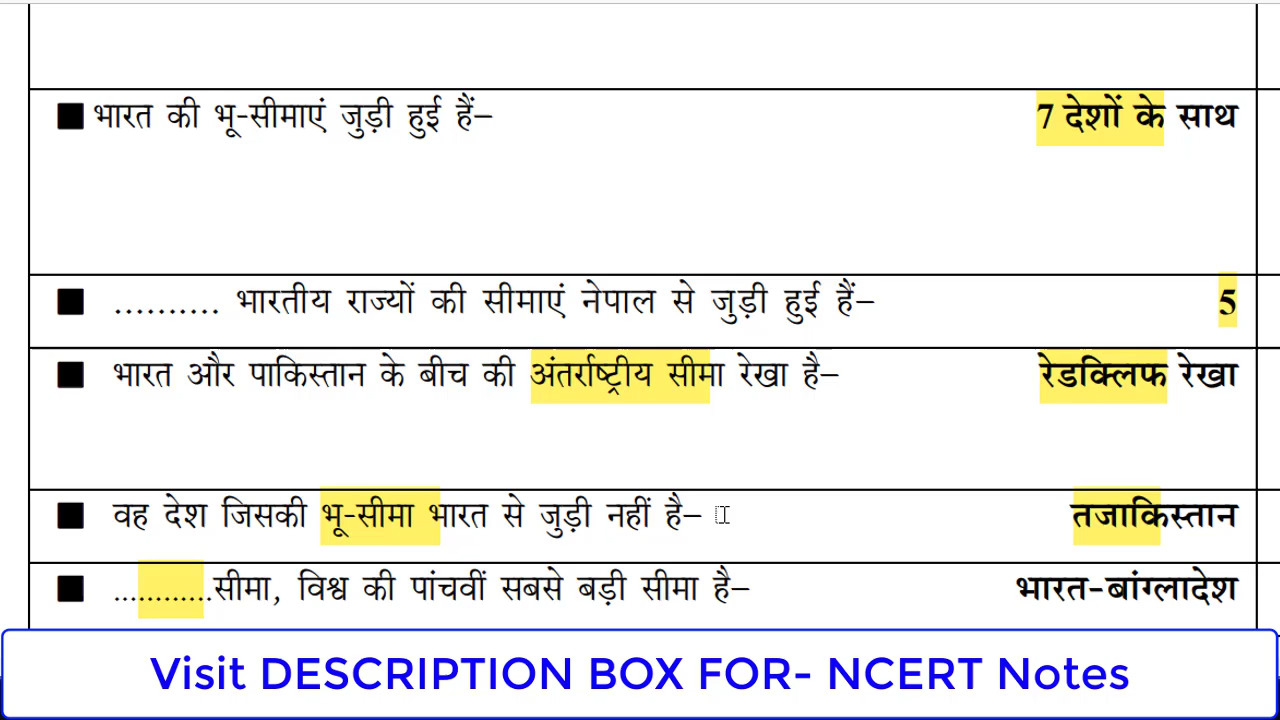 ■ भारत की भू-सीमाएं जुड़ी हुई हैं– 7 देशों के साथ
■ .......... भारतीय राज्यों की सीमाएं नेपाल से जुड़ी हुई हैं– 5
■ भारत और पाकिस्तान के बीच की अंतर्राष्ट्रीय सीमा रेखा है– रेडक्लिफ रेखा
■ वह देश जिसकी भू-सीमा भारत से जुड़ी नहीं है– तजाकिस्तान
■ ............सीमा, विश्व की पांचवीं सबसे बड़ी सीमा है– भारत-बांग्लादेश
Visit DESCRIPTION BOX FOR- NCERT Notes